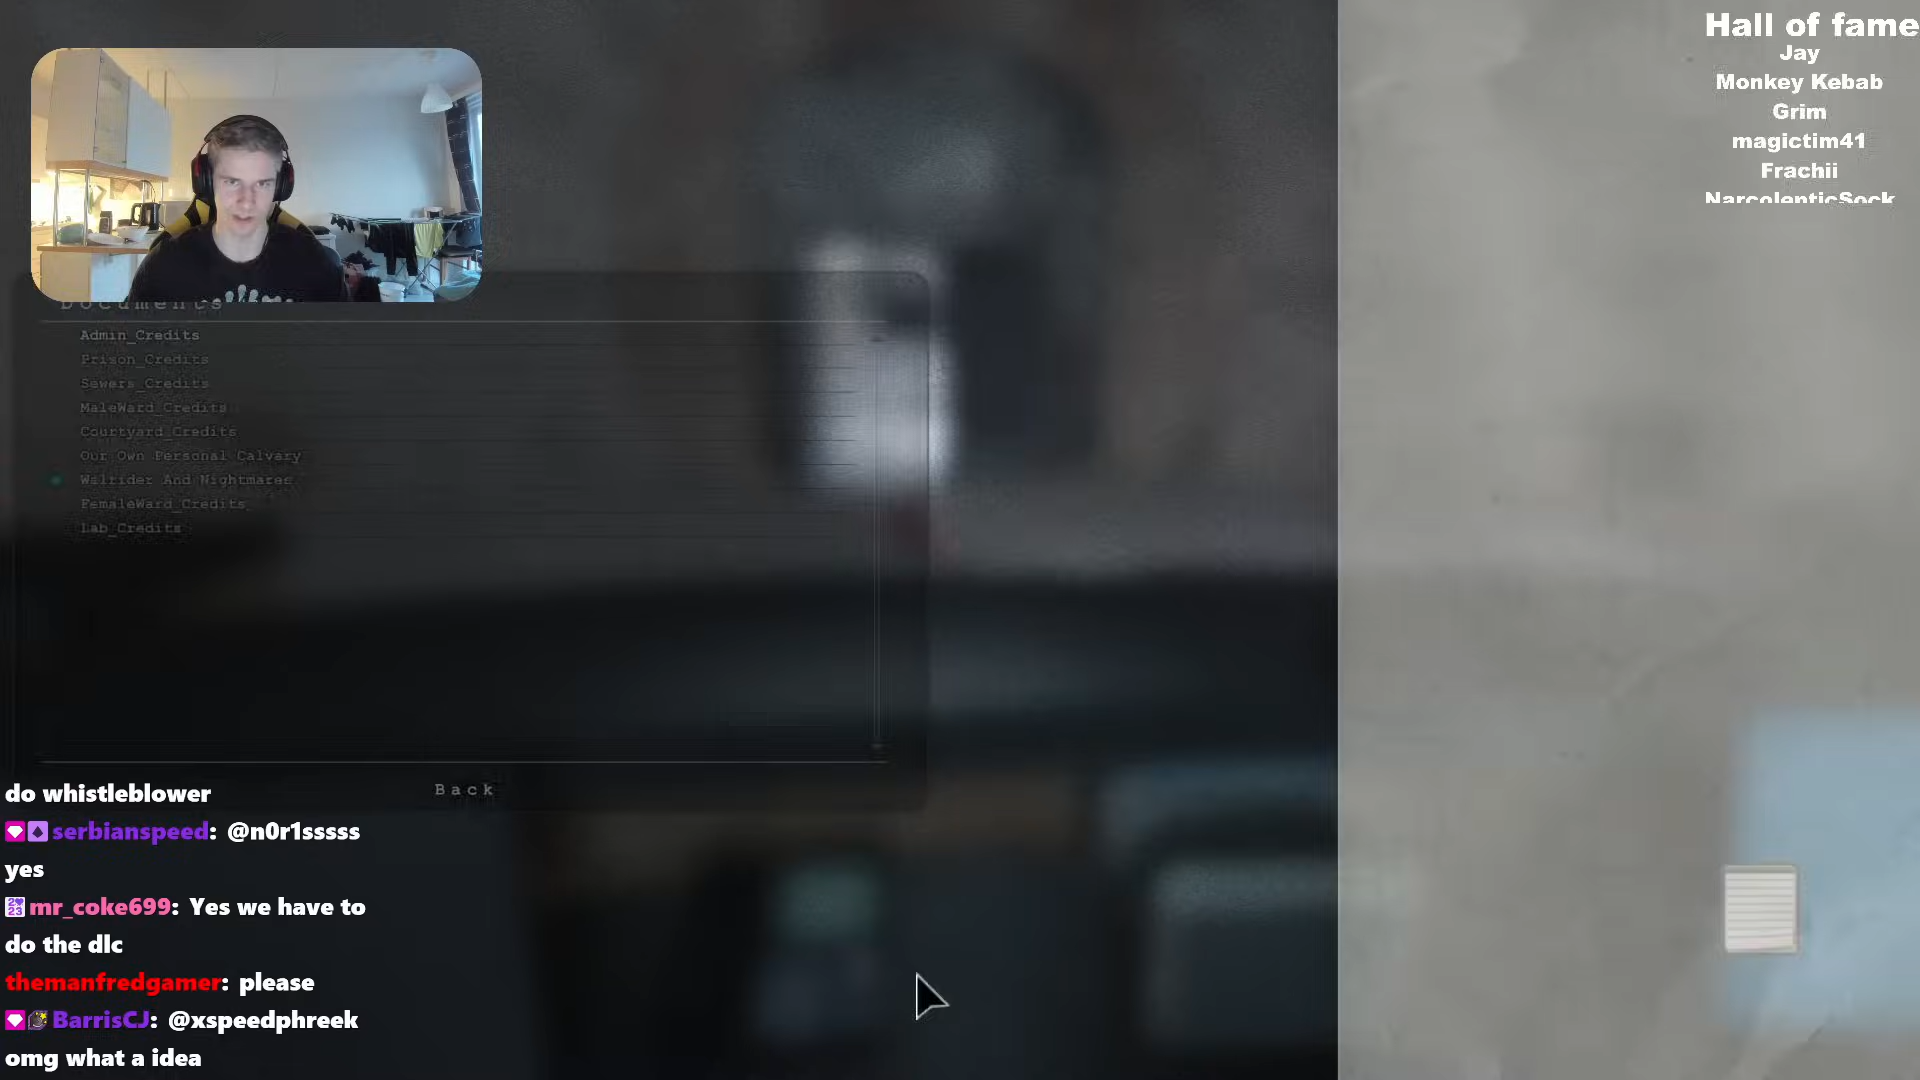 Hall of fame
Jay
Monkey Kebab
Grim
magictim41
Frachii
NarcolepticSock
Documents
Admin_Credits
Prison_Credits
Sewers_Credits
MaleWard_Credits
Courtyard_Credits
Our Own Personal Calvary
Walrider And Nightmares
FemaleWard_Credits
Lab_Credits
Back
do whistleblower
serbianspeed: @n0r1sssss
yes
mr_coke699: Yes we have to
do the dlc
themanfredgamer: please
BarrisCJ: @xspeedphreek
omg what a idea